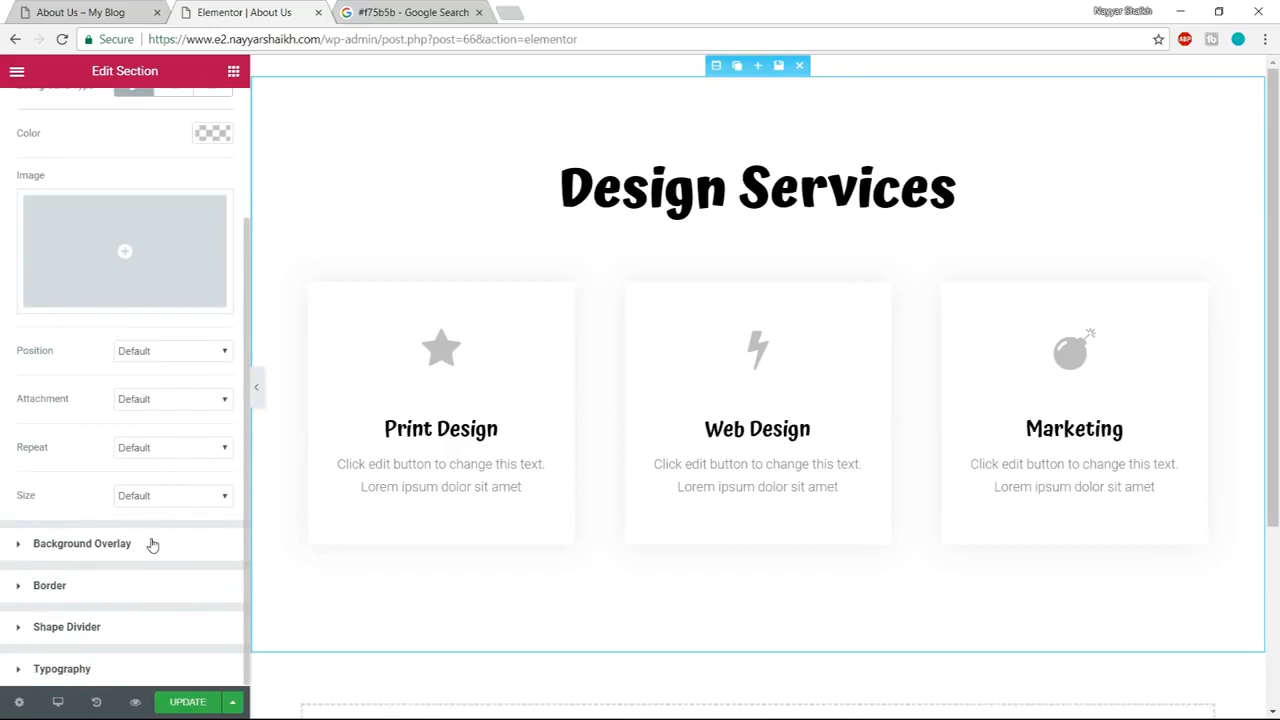 About Us – My Blog
Elementor | About Us
#f75b5b - Google Search
Nayyar Shaikh
Secure
https://www.e2.nayyarshaikh.com/wp-admin/post.php?post=66&action=elementor
ABP
Edit Section
Background Type
Color
Image
Position
Default
Attachment
Default
Repeat
Default
Size
Default
Background Overlay
Border
Shape Divider
Typography
UPDATE
Design Services
Print Design
Click edit button to change this text.
Lorem ipsum dolor sit amet
Web Design
Click edit button to change this text.
Lorem ipsum dolor sit amet
Marketing
Click edit button to change this text.
Lorem ipsum dolor sit amet